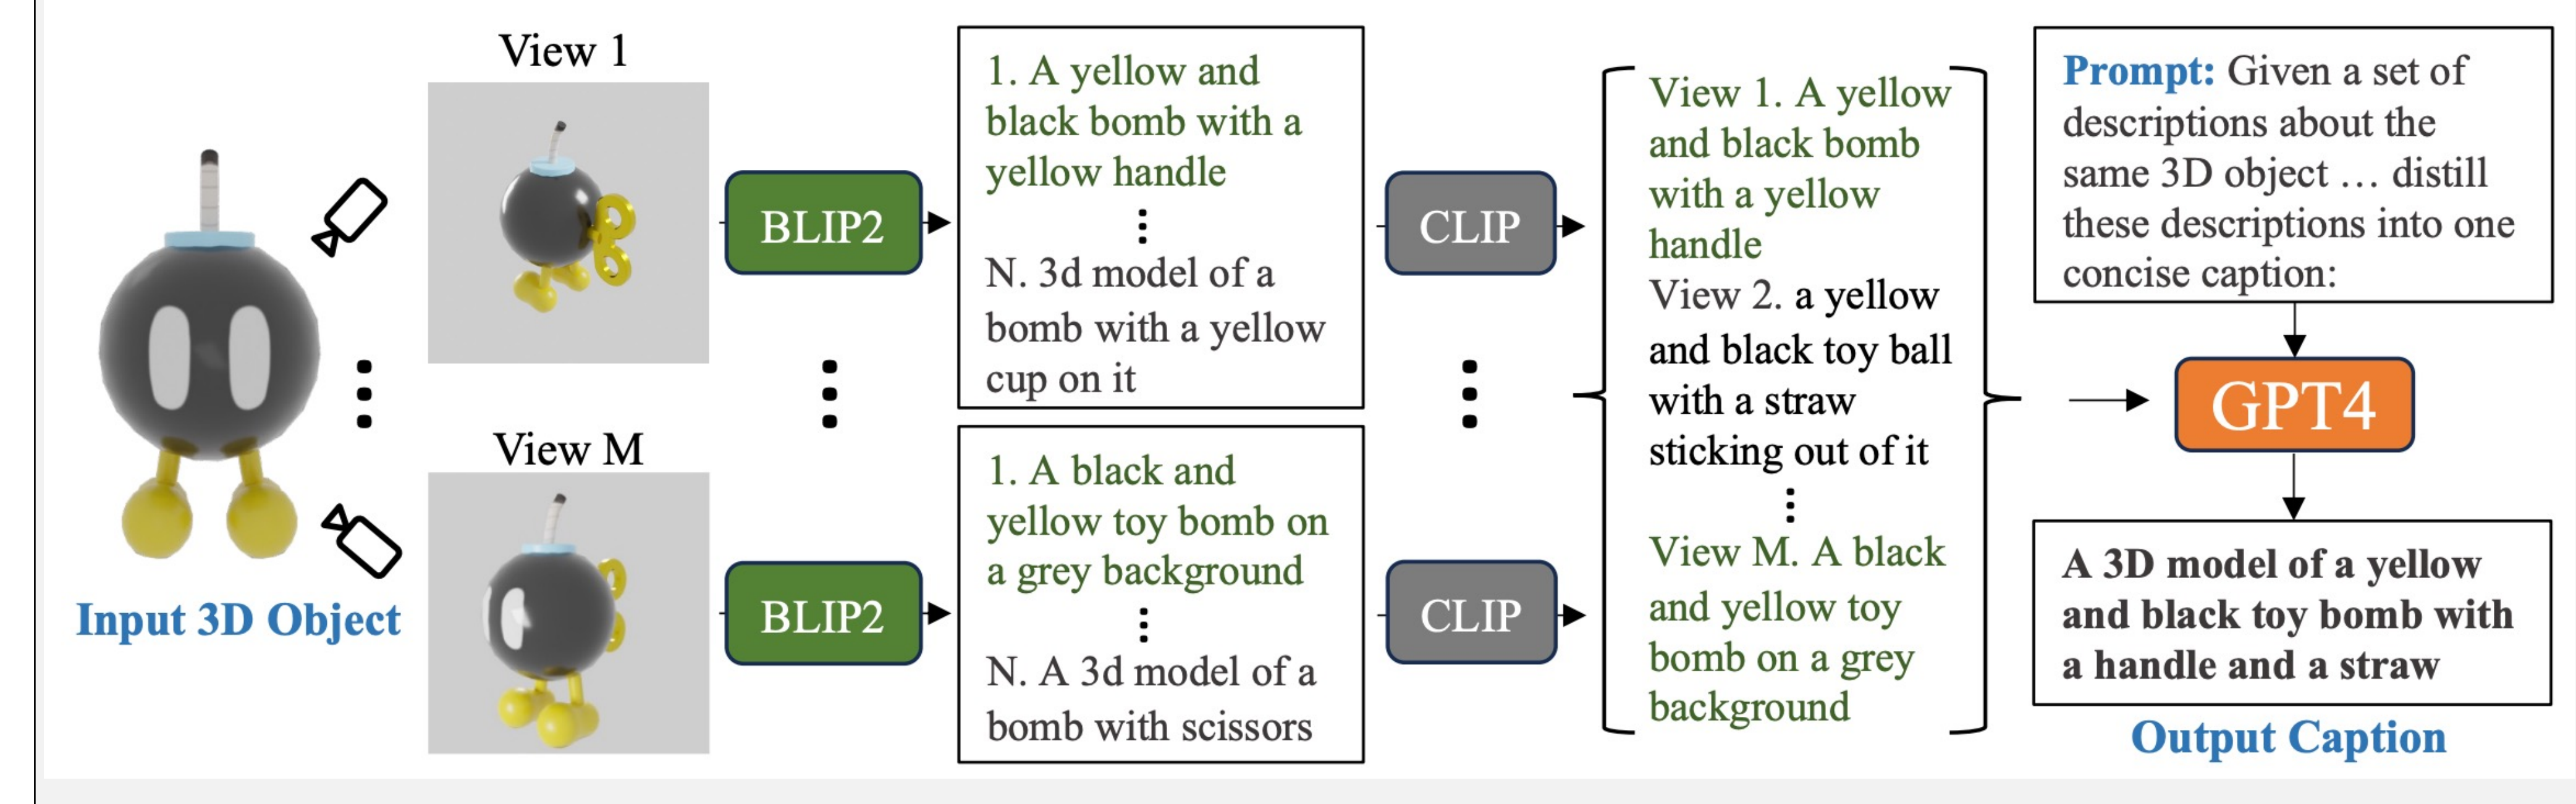 View 1
View M
Input 3D Object
BLIP2
BLIP2
1. A yellow and
black bomb with a
yellow handle
N. 3d model of a
bomb with a yellow
cup on it
1. A black and
yellow toy bomb on
a grey background
N. A 3d model of a
bomb with scissors
CLIP
CLIP
View 1. A yellow
and black bomb
with a yellow
handle
View 2. a yellow
and black toy ball
with a straw
sticking out of it
View M. A black
and yellow toy
bomb on a grey
background
Prompt: Given a set of
descriptions about the
same 3D object … distill
these descriptions into one
concise caption:
GPT4
A 3D model of a yellow
and black toy bomb with
a handle and a straw
Output Caption